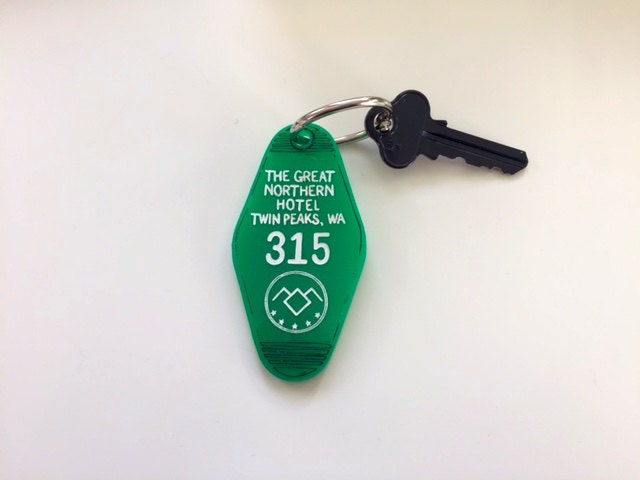 THE GREAT
NORTHERN
HOTEL
TWIN PEAKS, WA
315